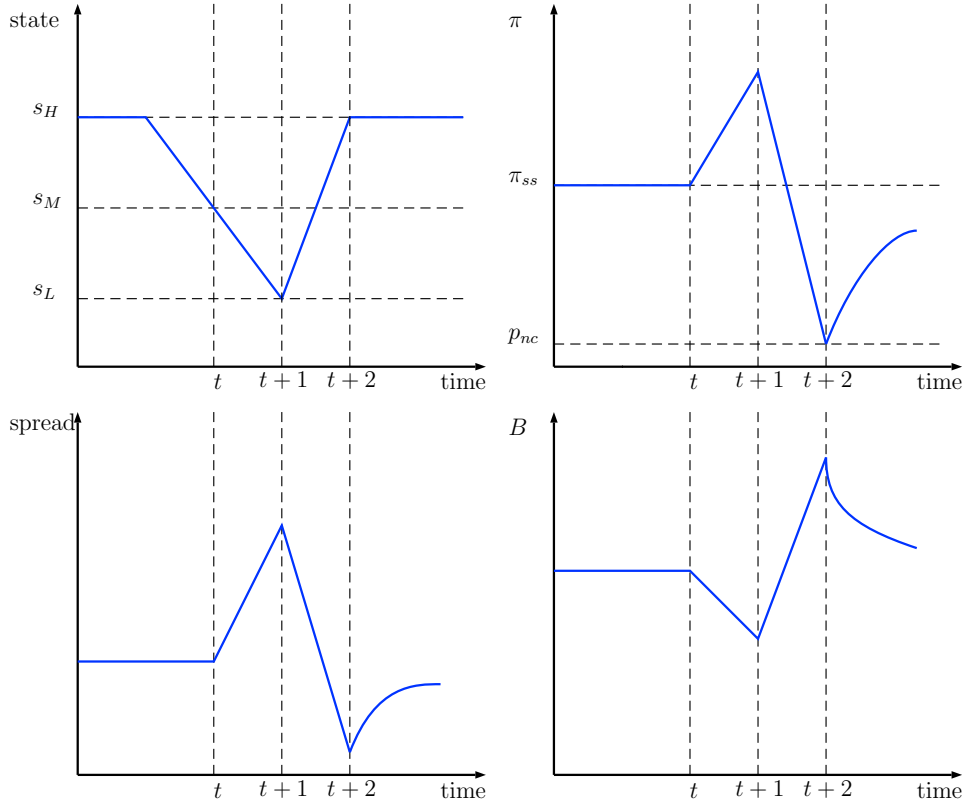 state
s_H
s_M
s_L
t
t + 1
t + 2
time
π
π_ss
p_nc
t
t + 1
t + 2
time
spread
t
t + 1
t + 2
time
B
t
t + 1
t + 2
time